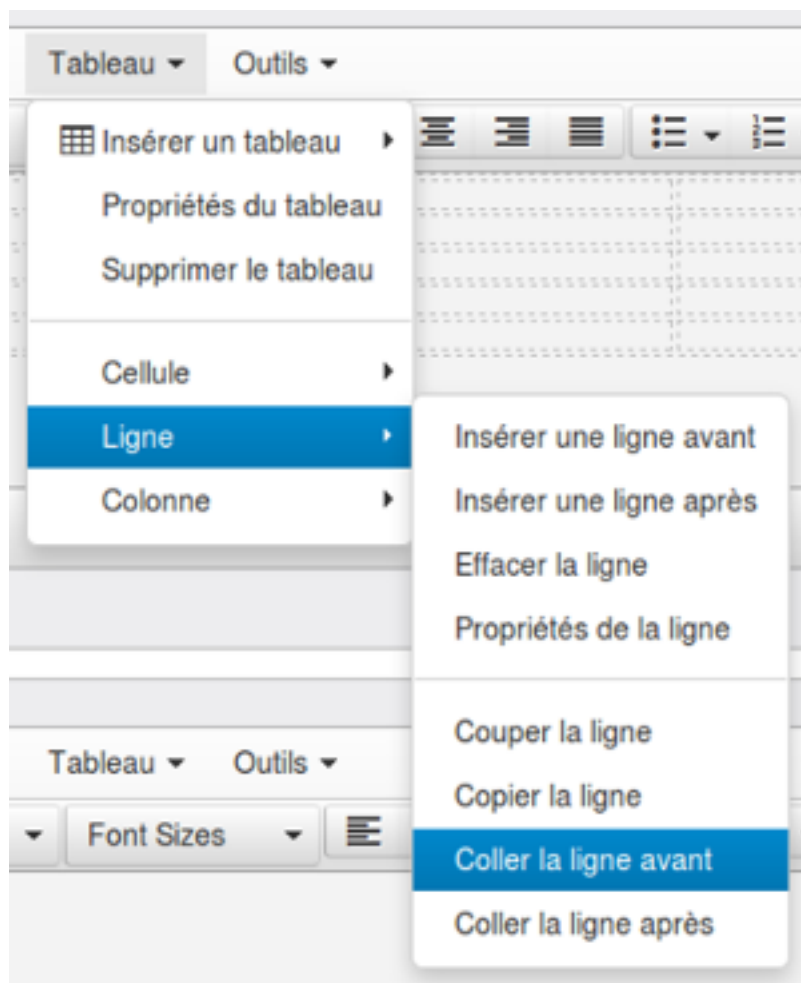 Tableau Outils
Insérer un tableau
Propriétés du tableau
Supprimer le tableau
Cellule
Ligne
Colonne
Insérer une ligne avant
Insérer une ligne après
Effacer la ligne
Propriétés de la ligne
Couper la ligne
Copier la ligne
Coller la ligne avant
Coller la ligne après
Tableau Outils
Font Sizes